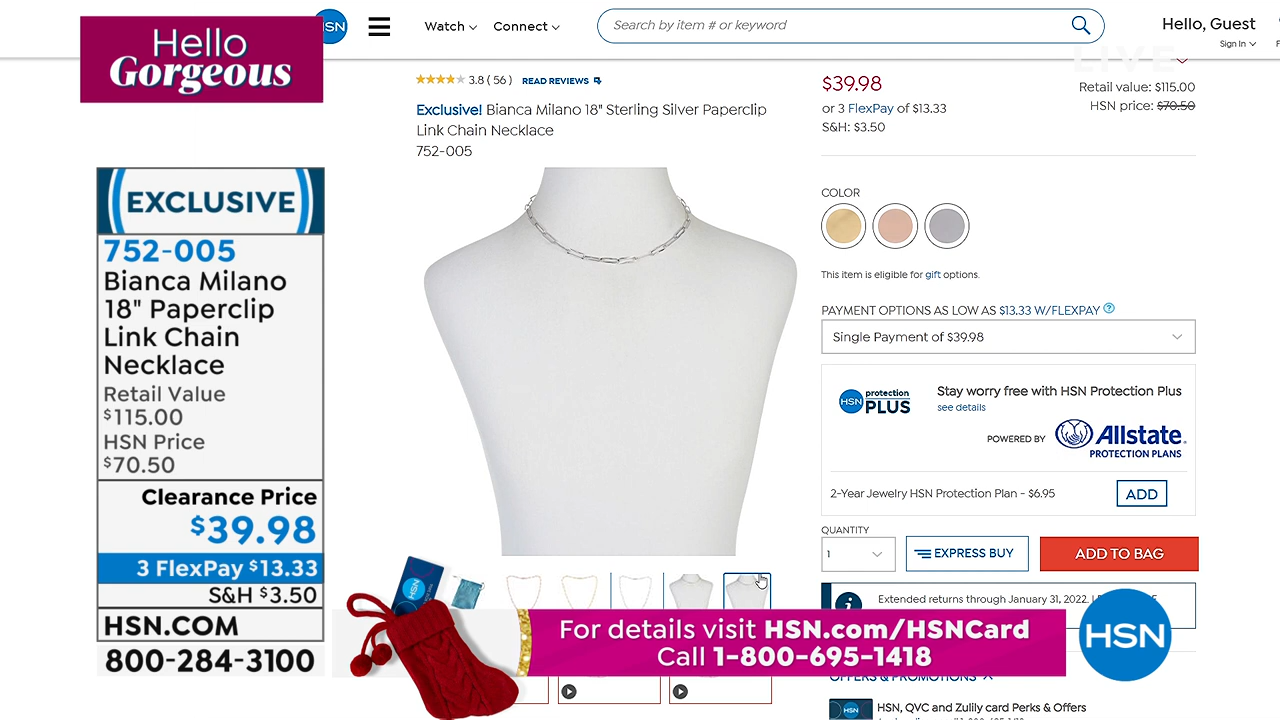 Hello
Gorgeous
HSN
Watch
Connect
Search by item # or keyword
Hello, Guest
Sign In
LIVE
3.8 ( 56 ) READ REVIEWS
Exclusive! Bianca Milano 18" Sterling Silver Paperclip
Link Chain Necklace
752-005
$39.98
or 3 FlexPay of $13.33
S&H: $3.50
Retail value: $115.00
HSN price: $70.50
EXCLUSIVE
752-005
Bianca Milano
18" Paperclip
Link Chain
Necklace
Retail Value
$115.00
HSN Price
$70.50
Clearance Price
$39.98
3 FlexPay $13.33
S&H $3.50
HSN.COM
800-284-3100
COLOR
This item is eligible for gift options.
PAYMENT OPTIONS AS LOW AS $13.33 W/FLEXPAY ?
Single Payment of $39.98
HSN protection
PLUS
Stay worry free with HSN Protection Plus
see details
POWERED BY Allstate.
PROTECTION PLANS
2-Year Jewelry HSN Protection Plan - $6.95
ADD
QUANTITY
1
EXPRESS BUY
ADD TO BAG
Extended returns through January 31, 2022.
HSN
For details visit HSN.com/HSNCard
Call 1-800-695-1418
HSN
OFFERS & PROMOTIONS
HSN
HSN, QVC and Zulily card Perks & Offers